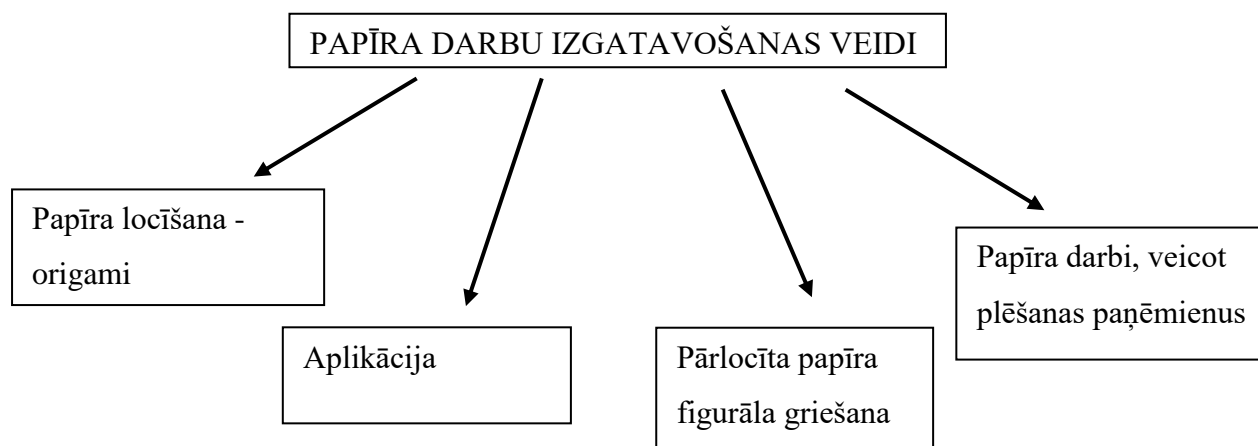 PAPĪRA DARBU IZGATAVOŠANAS VEIDI
Papīra locīšana -
origami
Aplikācija
Pārlocīta papīra
figurāla griešana
Papīra darbi, veicot
plēšanas paņēmienus